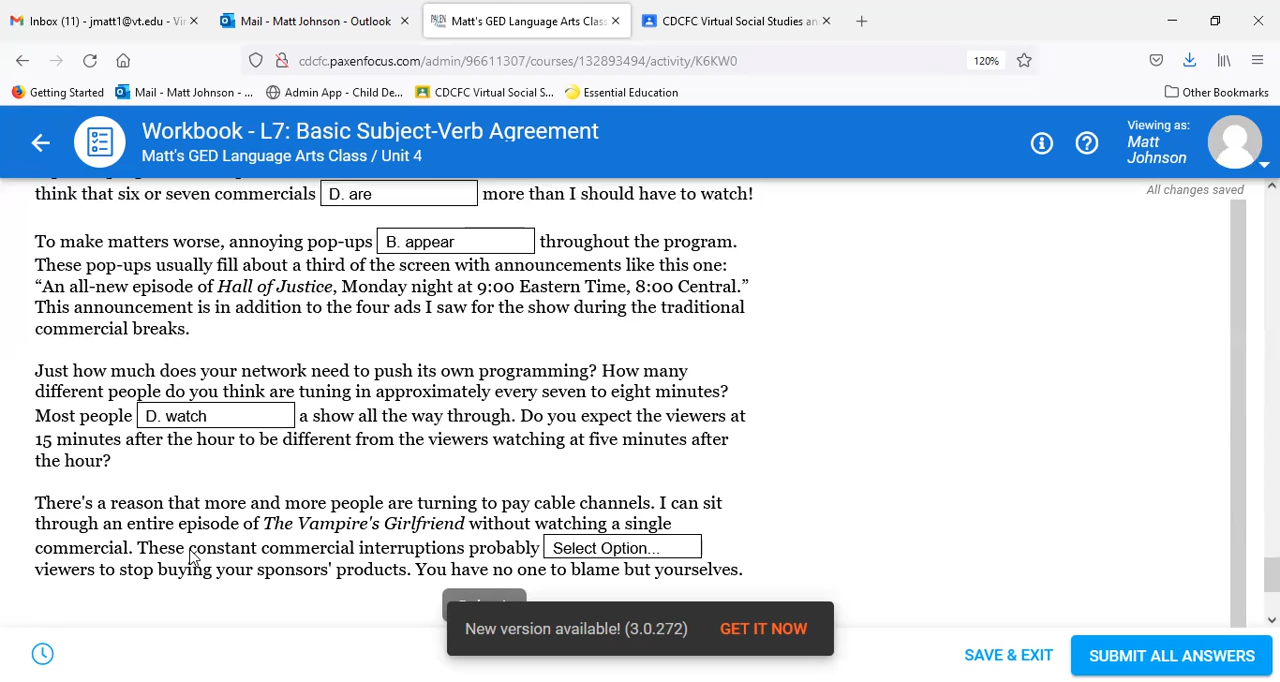 Inbox (11) - jmatt1@vt.edu - Vir
Mail - Matt Johnson - Outlook
Matt's GED Language Arts Clas
CDCFC Virtual Social Studies an
cdcfc.paxenfocus.com/admin/96611307/courses/132893494/activity/K6KW0
120%
Getting Started
Mail - Matt Johnson - ...
Admin App - Child De...
CDCFC Virtual Social S...
Essential Education
Other Bookmarks
Workbook - L7: Basic Subject-Verb Agreement
Matt's GED Language Arts Class / Unit 4
Viewing as:
Matt
Johnson
All changes saved
think that six or seven commercials D. are more than I should have to watch!
To make matters worse, annoying pop-ups B. appear throughout the program.
These pop-ups usually fill about a third of the screen with announcements like this one:
“An all-new episode of Hall of Justice, Monday night at 9:00 Eastern Time, 8:00 Central.”
This announcement is in addition to the four ads I saw for the show during the traditional
commercial breaks.
Just how much does your network need to push its own programming? How many
different people do you think are tuning in approximately every seven to eight minutes?
Most people D. watch a show all the way through. Do you expect the viewers at
15 minutes after the hour to be different from the viewers watching at five minutes after
the hour?
There's a reason that more and more people are turning to pay cable channels. I can sit
through an entire episode of The Vampire's Girlfriend without watching a single
commercial. These constant commercial interruptions probably Select Option...
viewers to stop buying your sponsors' products. You have no one to blame but yourselves.
New version available! (3.0.272) GET IT NOW
SAVE & EXIT
SUBMIT ALL ANSWERS